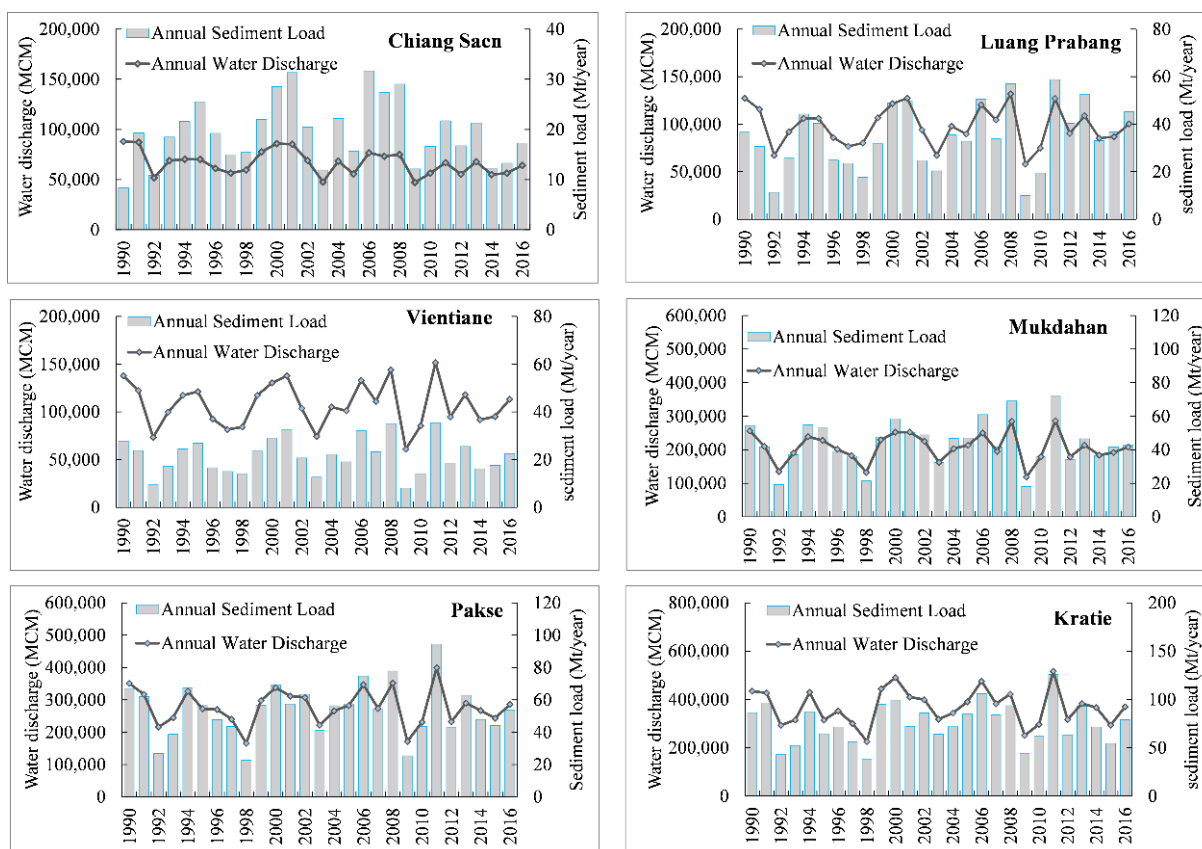 Chiang Saen
Annual Sediment Load
Annual Water Discharge
Water discharge (MCM)
Sediment load (Mt/year)
200,000
150,000
100,000
50,000
0
40
30
20
10
0
1990 1992 1994 1996 1998 2000 2002 2004 2006 2008 2010 2012 2014 2016
Luang Prabang
Annual Sediment Load
Annual Water Discharge
Water discharge (MCM)
sediment load (Mt/year)
200,000
150,000
100,000
50,000
0
80
60
40
20
0
1990 1992 1994 1996 1998 2000 2002 2004 2006 2008 2010 2012 2014 2016
Vientiane
Annual Sediment Load
Annual Water Discharge
Water discharge (MCM)
sediment load (Mt/year)
200,000
150,000
100,000
50,000
0
80
60
40
20
0
1990 1992 1994 1996 1998 2000 2002 2004 2006 2008 2010 2012 2014 2016
Mukdahan
Annual Sediment Load
Annual Water Discharge
Water discharge (MCM)
Sediment load (Mt/year)
600,000
500,000
400,000
300,000
200,000
100,000
0
120
100
80
60
40
20
0
1990 1992 1994 1996 1998 2000 2002 2004 2006 2008 2010 2012 2014 2016
Pakse
Annual Sediment Load
Annual Water Discharge
Water discharge (MCM)
Sediment load (Mt/year)
600,000
500,000
400,000
300,000
200,000
100,000
0
120
100
80
60
40
20
0
1990 1992 1994 1996 1998 2000 2002 2004 2006 2008 2010 2012 2014 2016
Kratie
Annual Sediment Load
Annual Water Discharge
Water discharge (MCM)
sediment load (Mt/year)
800,000
600,000
400,000
200,000
0
200
150
100
50
0
1990 1992 1994 1996 1998 2000 2002 2004 2006 2008 2010 2012 2014 2016